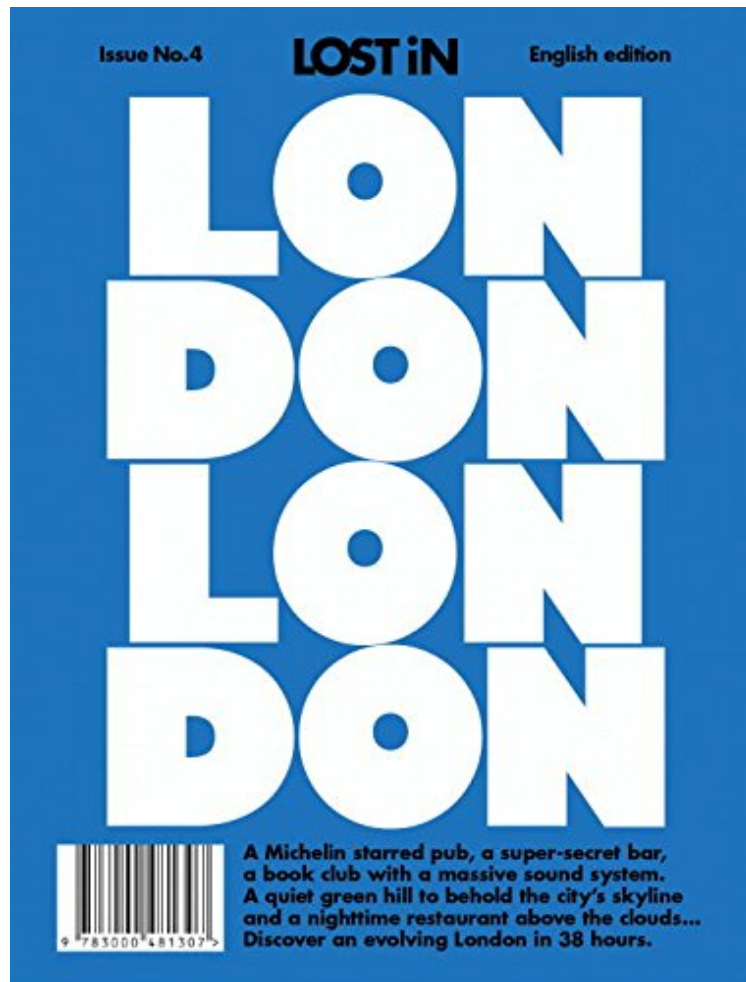 Issue No.4 LOST iN English edition
LON
DON
LON
DON
A Michelin starred pub, a super-secret bar,
a book club with a massive sound system.
A quiet green hill to behold the city's skyline
and a nighttime restaurant above the clouds...
Discover an evolving London in 38 hours.
9 783000 481307 >